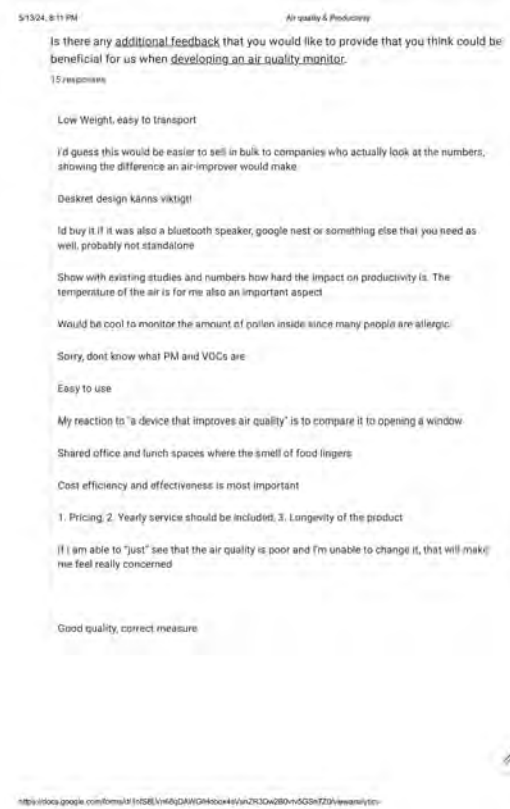 5/13/24, 8:11 PM
Air quality & Productivity
Is there any additional feedback that you would like to provide that you think could be
beneficial for us when developing an air quality monitor.
15 responses
Low Weight, easy to transport
I'd guess this would be easier to sell in bulk to companies who actually look at the numbers,
showing the difference an air-improver would make
Deskret design känns viktigt!
Id buy it if it was also a bluetooth speaker, google nest or something else that you need as
well, probably not standalone
Show with existing studies and numbers how hard the impact on productivity is. The
temperature of the air is for me also an important aspect
Would be cool to monitor the amount of pollen inside since many people are allergic.
Sorry, dont know what PM and VOCs are
Easy to use
My reaction to "a device that improves air quality" is to compare it to opening a window
Shared office and lunch spaces where the smell of food lingers
Cost efficiency and effectiveness is most important
1. Pricing, 2. Yearly service should be included, 3. Longevity of the product
If I am able to "just" see that the air quality is poor and I'm unable to change it, that will make
me feel really concerned
Good quality, correct measure